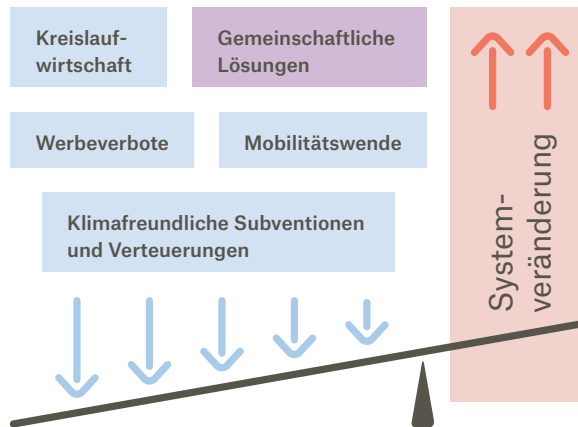 Kreislauf-
wirtschaft
Gemeinschaftliche
Lösungen
Werbeverbote
Mobilitätswende
Klimafreundliche Subventionen
und Verteuerungen
System-
veränderung